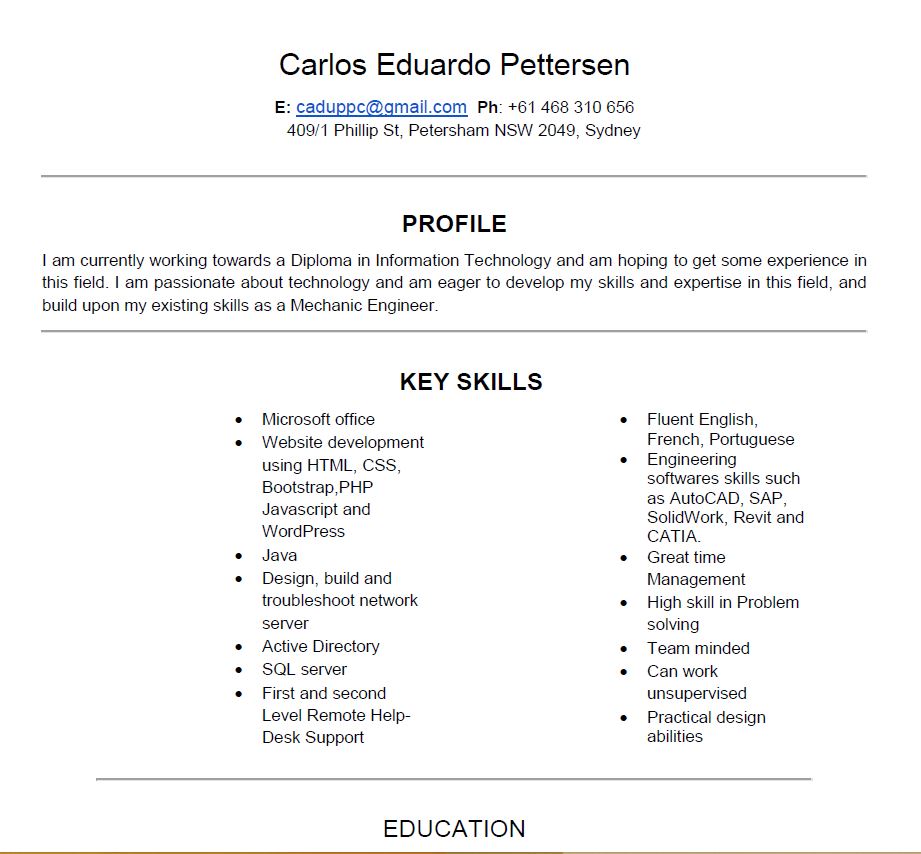 Carlos Eduardo Pettersen
E: caduppc@gmail.com Ph: +61 468 310 656
409/1 Phillip St, Petersham NSW 2049, Sydney
PROFILE
I am currently working towards a Diploma in Information Technology and am hoping to get some experience in
this field. I am passionate about technology and am eager to develop my skills and expertise in this field, and
build upon my existing skills as a Mechanic Engineer.
KEY SKILLS
• Microsoft office
• Website development
using HTML, CSS,
Bootstrap,PHP
Javascript and
WordPress
• Java
• Design, build and
troubleshoot network
server
• Active Directory
• SQL server
• First and second
Level Remote Help-
Desk Support
• Fluent English,
French, Portuguese
• Engineering
softwares skills such
as AutoCAD, SAP,
SolidWork, Revit and
CATIA.
• Great time
Management
• High skill in Problem
solving
• Team minded
• Can work
unsupervised
• Practical design
abilities
EDUCATION